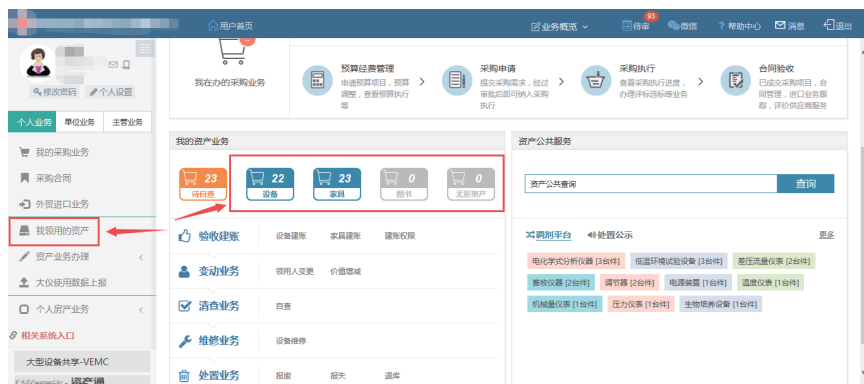 用户首页
业务概览
待审
93
微信
? 帮助中心
消息
退出
修改密码
个人设置
个人业务
单位业务
主管业务
我的采购业务
采购合同
外贸进口业务
我领用的资产
资产业务办理
大仪使用数据上报
个人房产业务
相关系统入口
大型设备共享-VEMC
资产通
我在办的采购业务
预算经费管理
申请预算项目，预算
调整，查看预算执行
等
采购申请
提交采购需求，经过
审批后即可纳入采购
执行
采购执行
查看采购执行进度，
办理评标选标等业务
合同验收
已成交采购项目，合
同管理，进口业务跟
踪，评价供应商服务
我的资产业务
23
待自查
22
设备
23
家具
0
图书
0
无形资产
验收建账
设备建账
家具建账
建账权限
变动业务
领用人变更
价值增减
清查业务
自查
维修业务
设备维修
处置业务
报废
报失
退库
资产公共服务
资产公共查询
查询
调剂平台
处置公示
更多
电化学式分析仪器 [3台件]
低温环境试验设备 [3台件]
差压流量仪表 [2台件]
畜牧仪器 [2台件]
调节器 [2台件]
电源装置 [1台件]
温度仪表 [1台件]
机械量仪表 [1台件]
压力仪表 [1台件]
生物培养设备 [1台件]